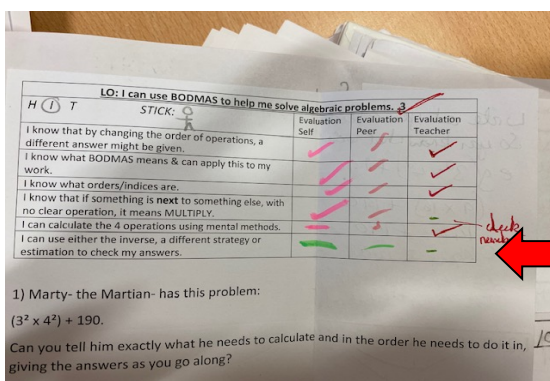 LO: I can use BODMAS to help me solve algebraic problems. 3
H I T STICK:
Evaluation Self
Evaluation Peer
Evaluation Teacher
I know that by changing the order of operations, a
different answer might be given.
I know what BODMAS means & can apply this to my
work.
I know what orders/indices are.
I know that if something is next to something else, with
no clear operation, it means MULTIPLY.
I can calculate the 4 operations using mental methods.
I can use either the inverse, a different strategy or
estimation to check my answers.
check
1) Marty- the Martian- has this problem:
(3² x 4²) + 190.
Can you tell him exactly what he needs to calculate and in the order he needs to do it in,
giving the answers as you go along?